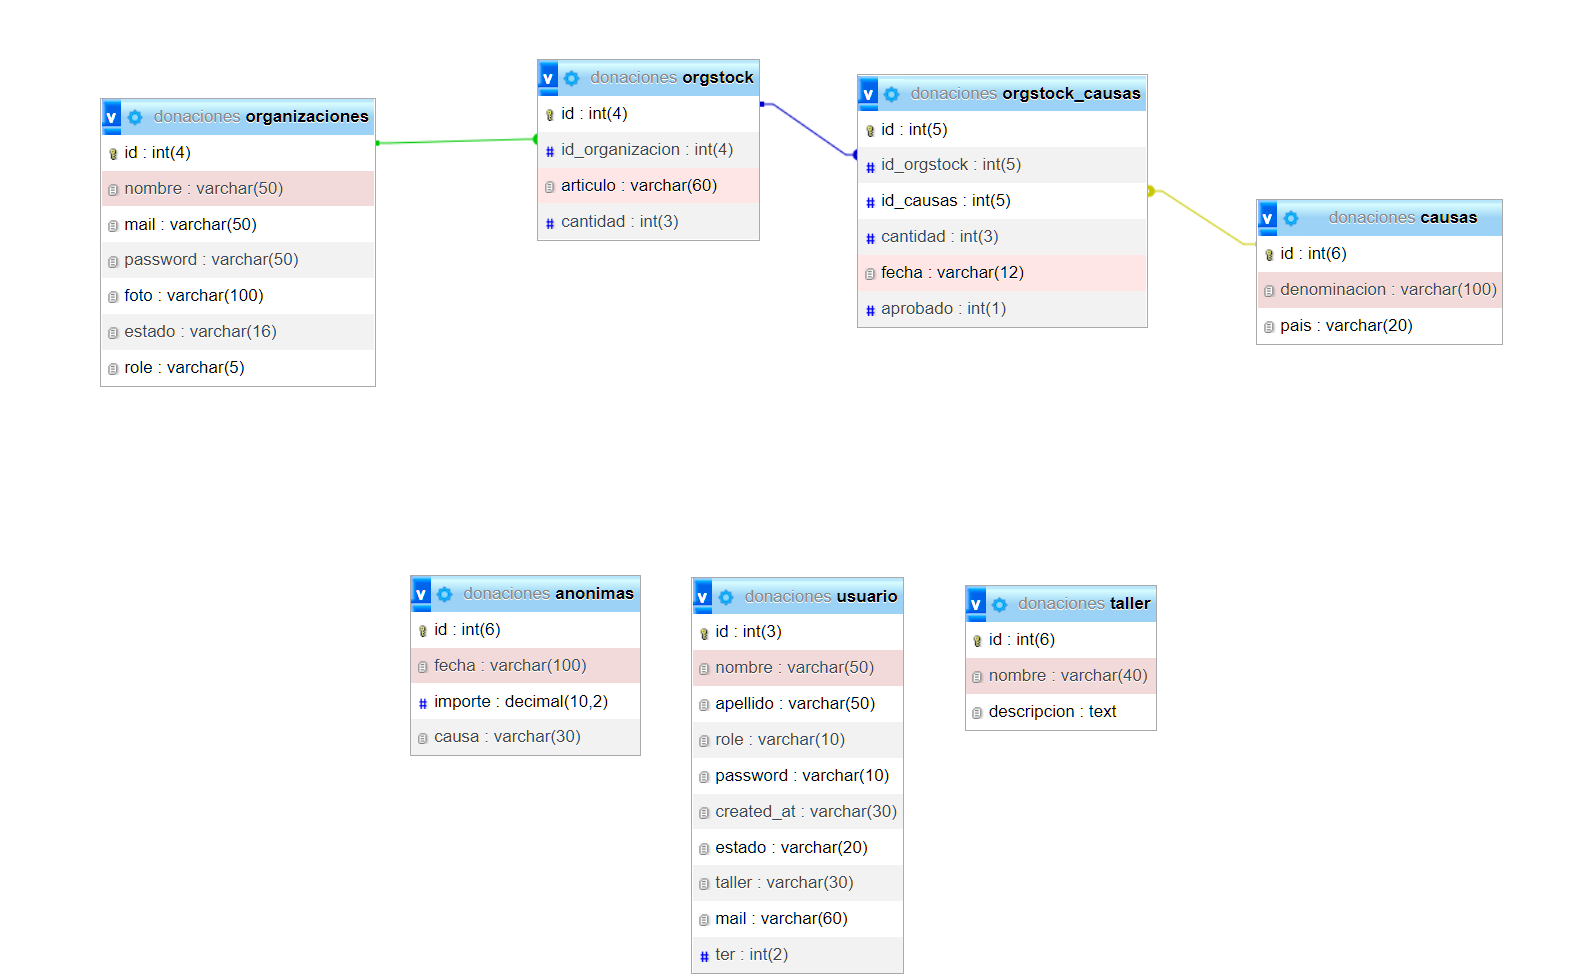 v donaciones organizaciones
id : int(4)
nombre : varchar(50)
mail : varchar(50)
password : varchar(50)
foto : varchar(100)
estado : varchar(16)
role : varchar(5)
v donaciones orgstock
id : int(4)
# id_organizacion : int(4)
articulo : varchar(60)
# cantidad : int(3)
v donaciones orgstock_causas
id : int(5)
# id_orgstock : int(5)
# id_causas : int(5)
# cantidad : int(3)
fecha : varchar(12)
# aprobado : int(1)
v donaciones causas
id : int(6)
denominacion : varchar(100)
pais : varchar(20)
v donaciones anonimas
id : int(6)
fecha : varchar(100)
# importe : decimal(10,2)
causa : varchar(30)
v donaciones usuario
id : int(3)
nombre : varchar(50)
apellido : varchar(50)
role : varchar(10)
password : varchar(10)
created_at : varchar(30)
estado : varchar(20)
taller : varchar(30)
mail : varchar(60)
# ter : int(2)
v donaciones taller
id : int(6)
nombre : varchar(40)
descripcion : text